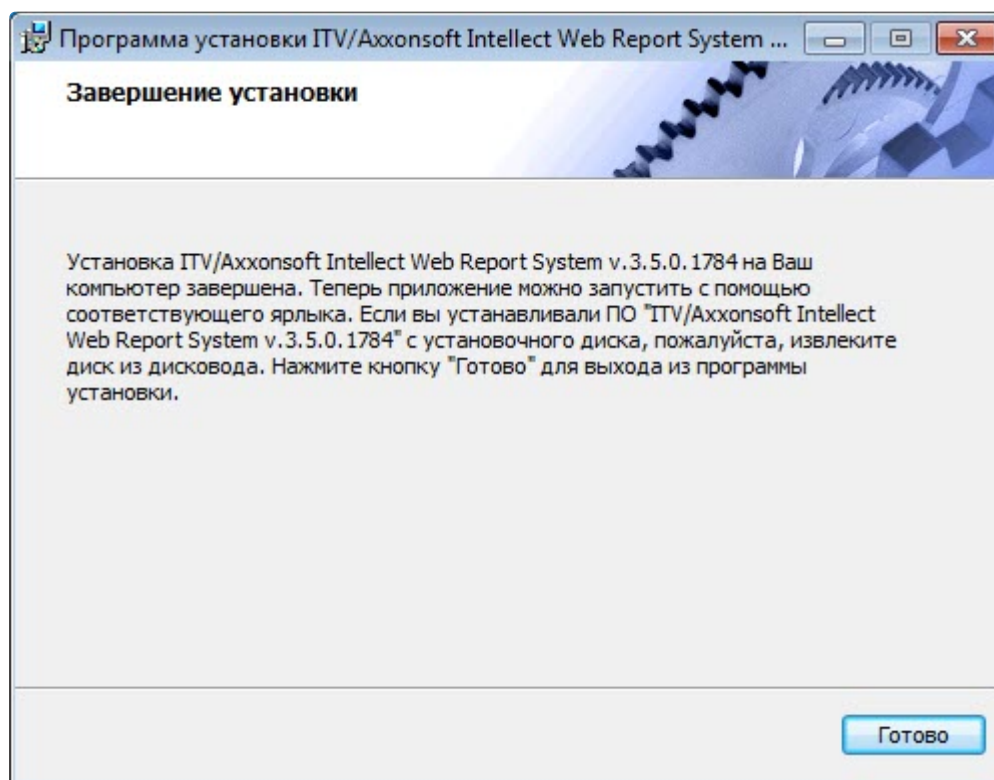 Программа установки ITV/Axxonsoft Intellect Web Report System ...
Завершение установки
Установка ITV/Axxonsoft Intellect Web Report System v.3.5.0.1784 на Ваш
компьютер завершена. Теперь приложение можно запустить с помощью
соответствующего ярлыка. Если вы устанавливали ПО "ITV/Axxonsoft Intellect
Web Report System v.3.5.0.1784" с установочного диска, пожалуйста, извлеките
диск из дисковода. Нажмите кнопку "Готово" для выхода из программы
установки.
Готово